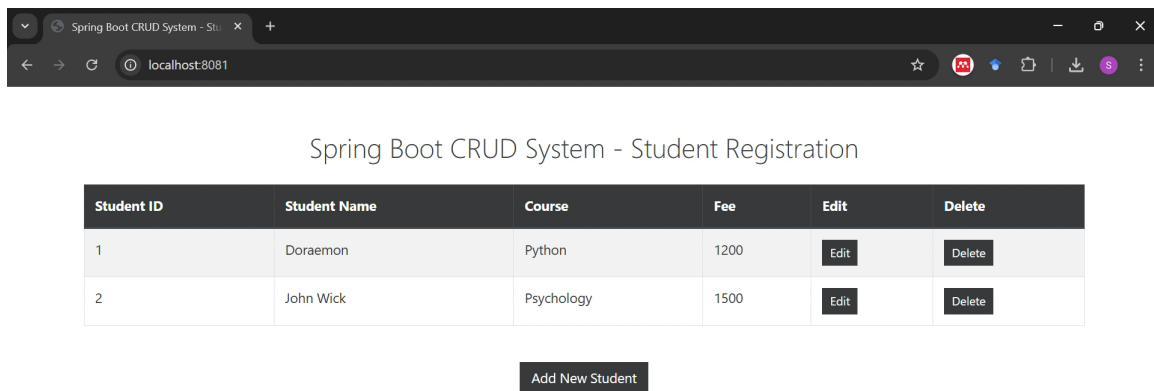 Spring Boot CRUD System - Stu
localhost:8081
S
Spring Boot CRUD System - Student Registration
Student ID Student Name Course Fee Edit Delete
1 Doraemon Python 1200 Edit Delete
2 John Wick Psychology 1500 Edit Delete
Add New Student